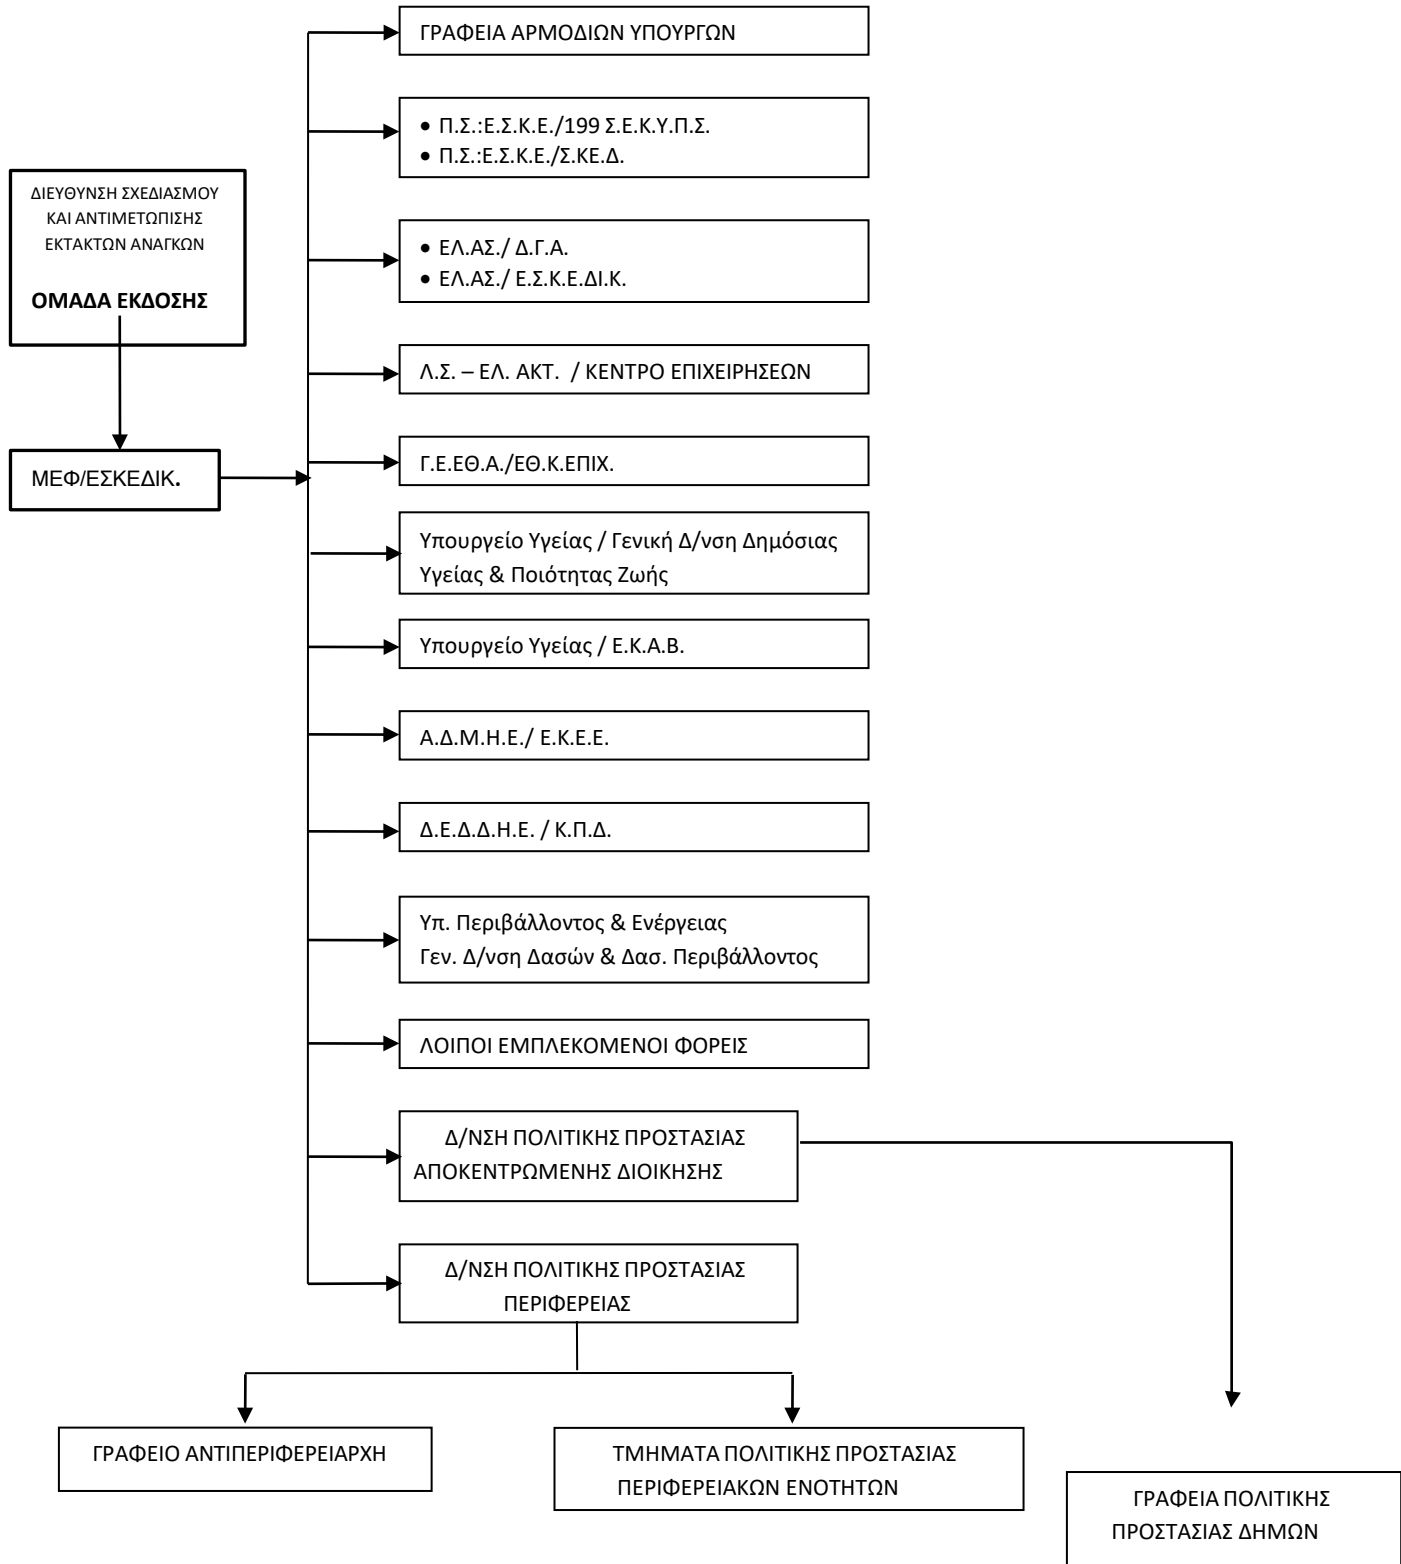 ΓΡΑΦΕΙΑ ΑΡΜΟΔΙΩΝ ΥΠΟΥΡΓΩΝ
• Π.Σ.:Ε.Σ.Κ.Ε./199 Σ.Ε.Κ.Υ.Π.Σ.
• Π.Σ.:Ε.Σ.Κ.Ε./Σ.ΚΕ.Δ.
ΔΙΕΥΘΥΝΣΗ ΣΧΕΔΙΑΣΜΟΥ
ΚΑΙ ΑΝΤΙΜΕΤΩΠΙΣΗΣ
ΕΚΤΑΚΤΩΝ ΑΝΑΓΚΩΝ
ΟΜΑΔΑ ΕΚΔΟΣΗΣ
• ΕΛ.ΑΣ./ Δ.Γ.Α.
• ΕΛ.ΑΣ./ Ε.Σ.Κ.Ε.ΔΙ.Κ.
Λ.Σ. – ΕΛ. ΑΚΤ. / ΚΕΝΤΡΟ ΕΠΙΧΕΙΡΗΣΕΩΝ
ΜΕΦ/ΕΣΚΕΔΙΚ.
Γ.Ε.ΕΘ.Α./ΕΘ.Κ.ΕΠΙΧ.
Υπουργείο Υγείας / Γενική Δ/νση Δημόσιας
Υγείας & Ποιότητας Ζωής
Υπουργείο Υγείας / Ε.Κ.Α.Β.
Α.Δ.Μ.Η.Ε./ Ε.Κ.Ε.Ε.
Δ.Ε.Δ.Δ.Η.Ε. / Κ.Π.Δ.
Υπ. Περιβάλλοντος & Ενέργειας
Γεν. Δ/νση Δασών & Δασ. Περιβάλλοντος
ΛΟΙΠΟΙ ΕΜΠΛΕΚΟΜΕΝΟΙ ΦΟΡΕΙΣ
Δ/ΝΣΗ ΠΟΛΙΤΙΚΗΣ ΠΡΟΣΤΑΣΙΑΣ
ΑΠΟΚΕΝΤΡΩΜΕΝΗΣ ΔΙΟΙΚΗΣΗΣ
Δ/ΝΣΗ ΠΟΛΙΤΙΚΗΣ ΠΡΟΣΤΑΣΙΑΣ
ΠΕΡΙΦΕΡΕΙΑΣ
ΓΡΑΦΕΙΟ ΑΝΤΙΠΕΡΙΦΕΡΕΙΑΡΧΗ
ΤΜΗΜΑΤΑ ΠΟΛΙΤΙΚΗΣ ΠΡΟΣΤΑΣΙΑΣ
ΠΕΡΙΦΕΡΕΙΑΚΩΝ ΕΝΟΤΗΤΩΝ
ΓΡΑΦΕΙΑ ΠΟΛΙΤΙΚΗΣ
ΠΡΟΣΤΑΣΙΑΣ ΔΗΜΩΝ